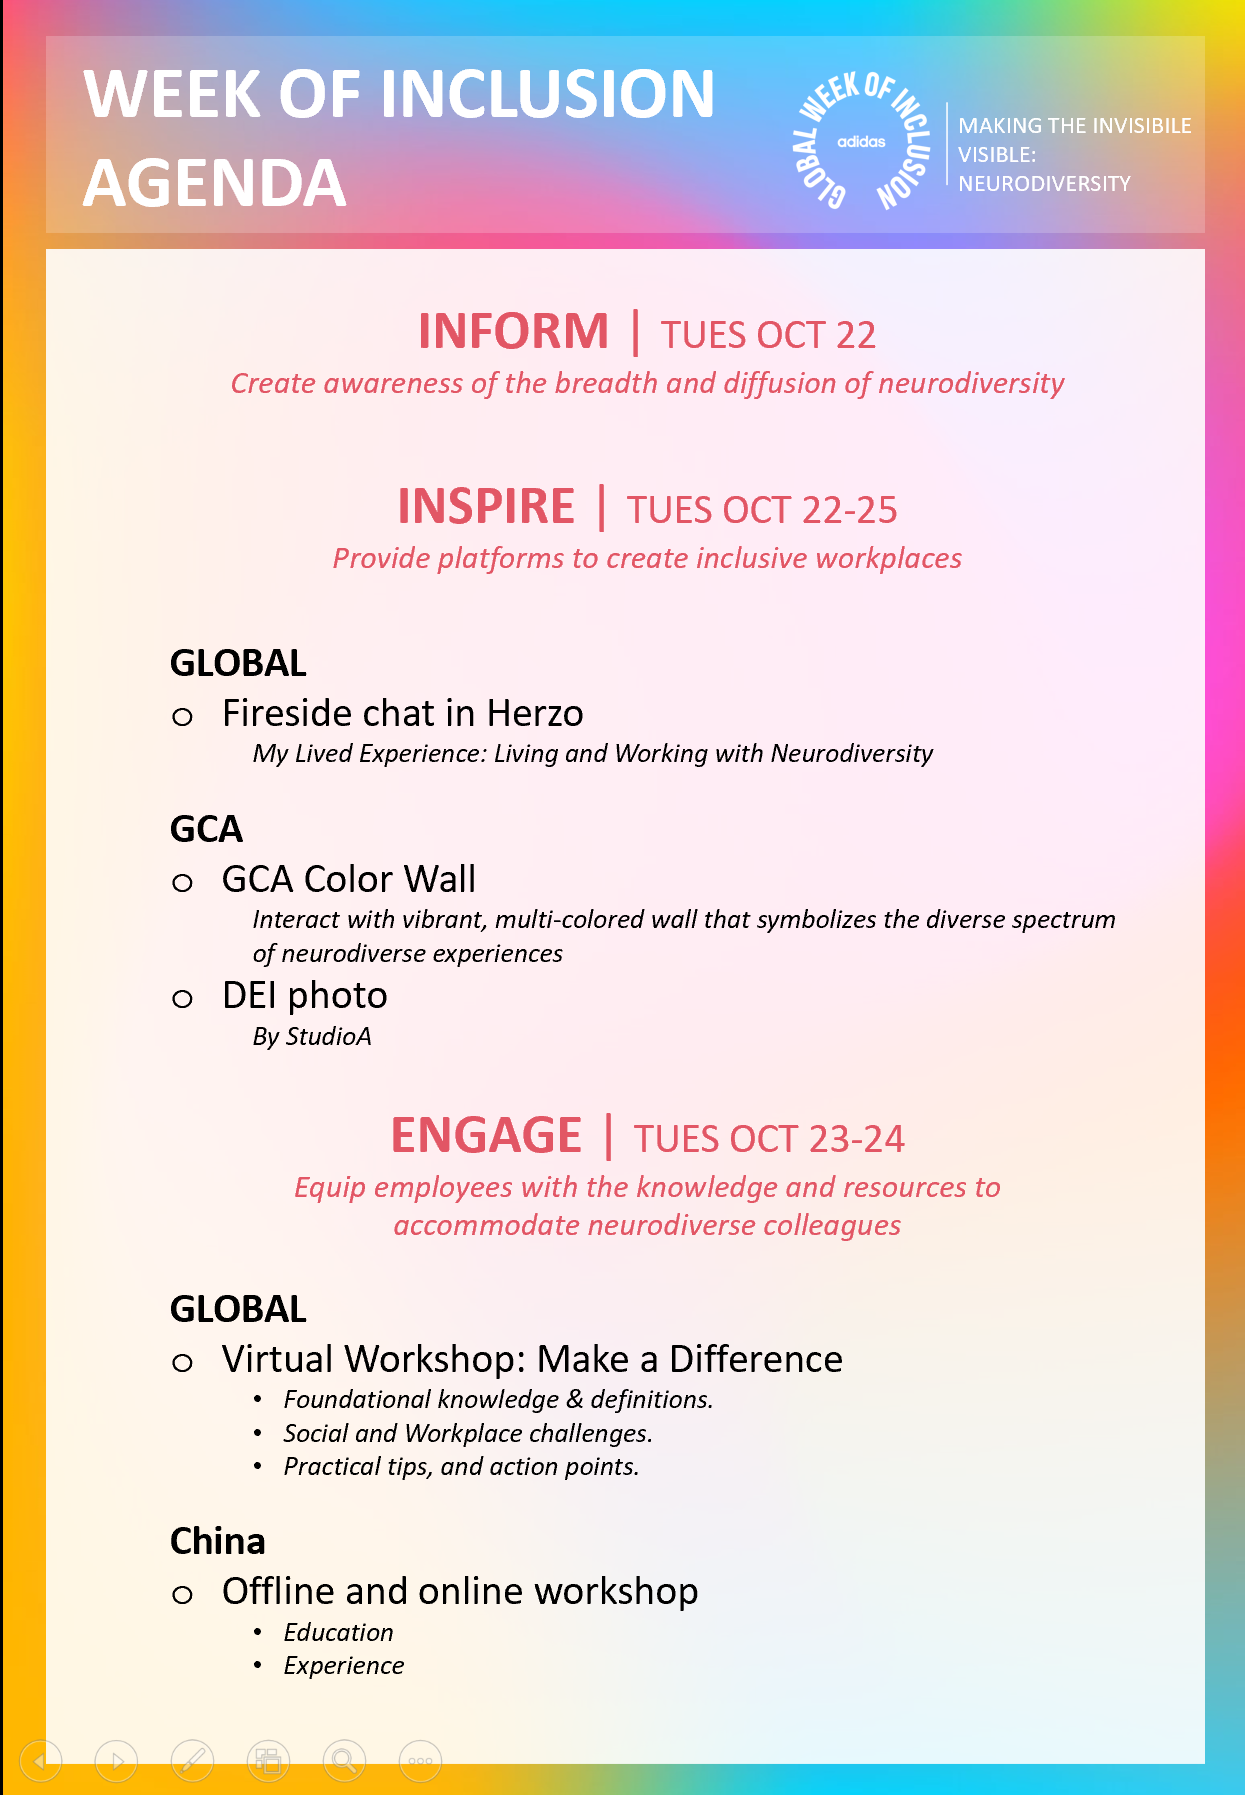 WEEK OF INCLUSION
AGENDA
GLOBAL WEEK OF INCLUSION
adidas
MAKING THE INVISIBILE
VISIBLE:
NEURODIVERSITY
INFORM | TUES OCT 22
Create awareness of the breadth and diffusion of neurodiversity
INSPIRE | TUES OCT 22-25
Provide platforms to create inclusive workplaces
GLOBAL
o Fireside chat in Herzo
My Lived Experience: Living and Working with Neurodiversity
GCA
o GCA Color Wall
Interact with vibrant, multi-colored wall that symbolizes the diverse spectrum
of neurodiverse experiences
o DEI photo
By StudioA
ENGAGE | TUES OCT 23-24
Equip employees with the knowledge and resources to
accommodate neurodiverse colleagues
GLOBAL
o Virtual Workshop: Make a Difference
• Foundational knowledge & definitions.
• Social and Workplace challenges.
• Practical tips, and action points.
China
o Offline and online workshop
• Education
• Experience